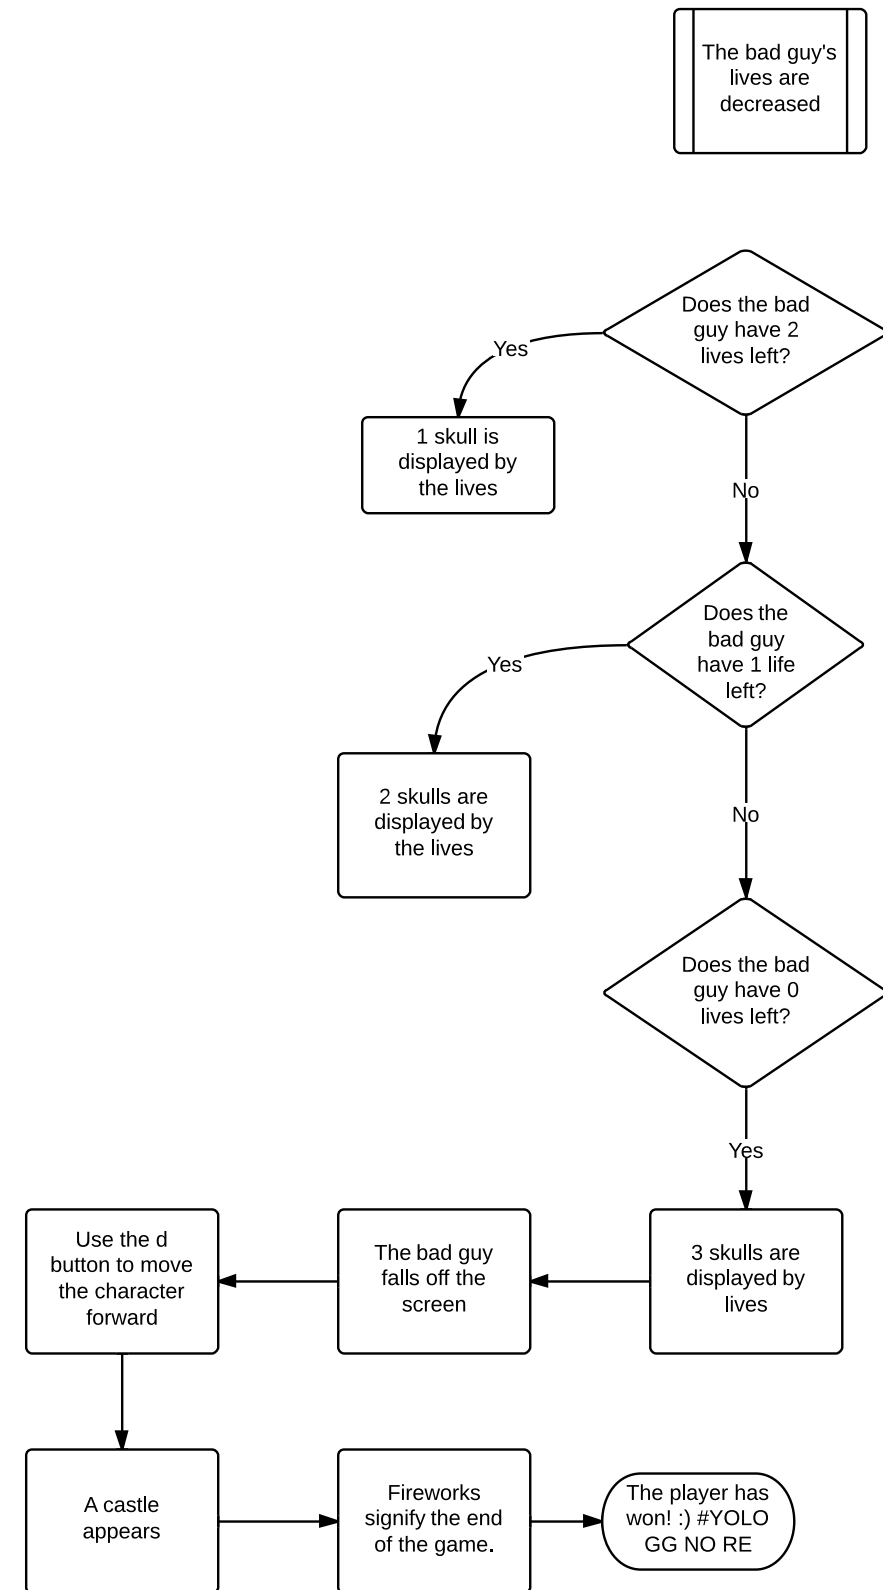 The bad guy's
lives are
decreased
Does the bad
guy have 2
lives left?
Yes
1 skull is
displayed by
the lives
No
Does the
bad guy
have 1 life
left?
Yes
2 skulls are
displayed by
the lives
No
Does the bad
guy have 0
lives left?
Yes
3 skulls are
displayed by
lives
The bad guy
falls off the
screen
Use the d
button to move
the character
forward
A castle
appears
Fireworks
signify the end
of the game.
The player has
won! :) #YOLO
GG NO RE